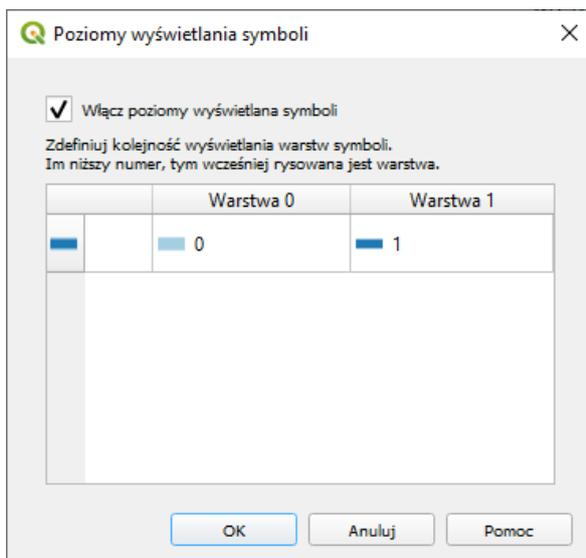 Poziomy wyświetlania symboli
Włącz poziomy wyświetlana symboli
Zdefiniuj kolejność wyświetlania warstw symboli.
Im niższy numer, tym wcześniej rysowana jest warstwa.
Warstwa 0 Warstwa 1
0 1
OK Anuluj Pomoc